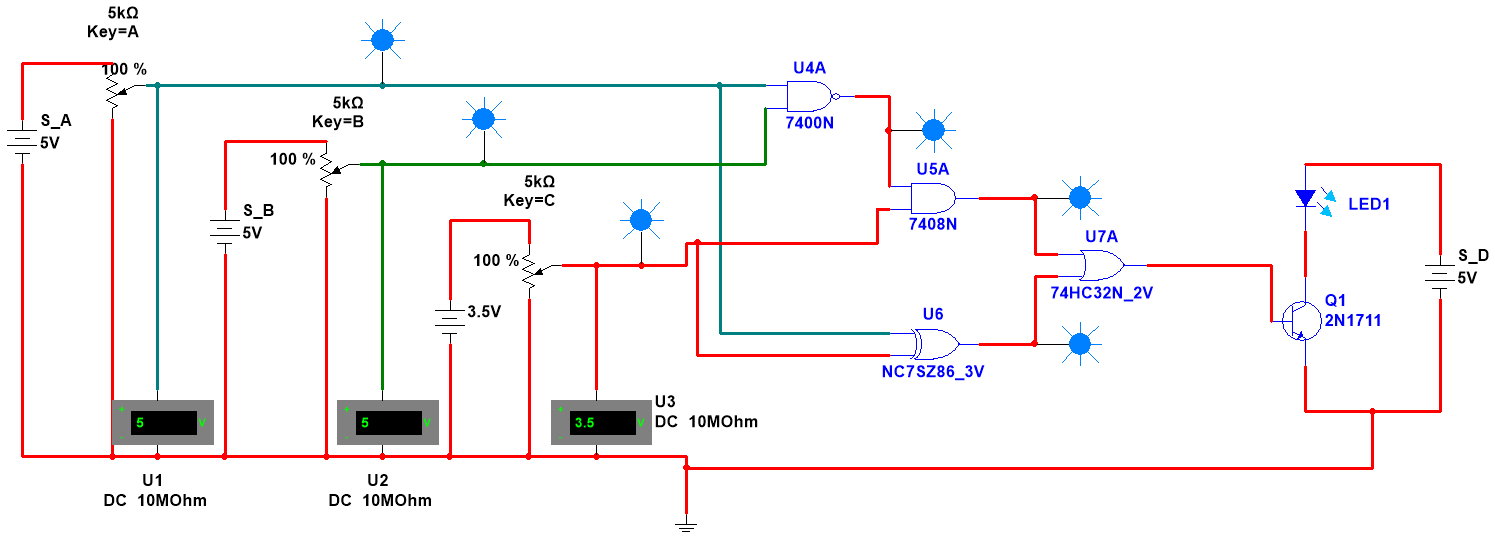 5kΩ
Key=A
100 %
S_A
5V
5kΩ
Key=B
100 %
S_B
5V
5kΩ
Key=C
100 %
3.5V
U4A
7400N
U5A
7408N
U7A
74HC32N_2V
U6
NC7SZ86_3V
LED1
Q1
2N1711
S_D
5V
+
5 V
-
U1
DC 10MOhm
+
5 V
-
U2
DC 10MOhm
+
3.5 V
-
U3
DC 10MOhm